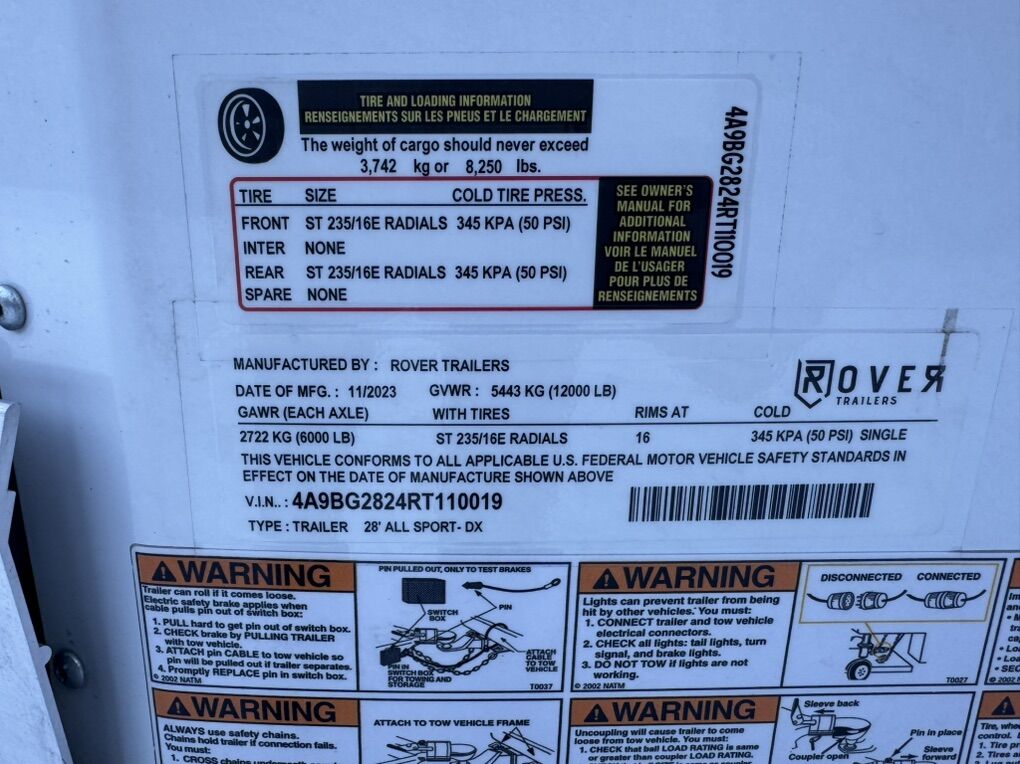 TIRE AND LOADING INFORMATION
RENSEIGNEMENTS SUR LES PNEUS ET LE CHARGEMENT
The weight of cargo should never exceed
3,742 kg or 8,250 lbs.
TIRE SIZE COLD TIRE PRESS.
FRONT ST 235/16E RADIALS 345 KPA (50 PSI)
INTER NONE
REAR ST 235/16E RADIALS 345 KPA (50 PSI)
SPARE NONE
SEE OWNER'S
MANUAL FOR
ADDITIONAL
INFORMATION
VOIR LE MANUEL
DE L'USAGER
POUR PLUS DE
RENSEIGNEMENTS
4A9BG2824RT110019
MANUFACTURED BY : ROVER TRAILERS
DATE OF MFG. : 11/2023 GVWR : 5443 KG (12000 LB)
ROVER
TRAILERS
GAWR (EACH AXLE) WITH TIRES RIMS AT COLD
2722 KG (6000 LB) ST 235/16E RADIALS 16 345 KPA (50 PSI) SINGLE
THIS VEHICLE CONFORMS TO ALL APPLICABLE U.S. FEDERAL MOTOR VEHICLE SAFETY STANDARDS IN
EFFECT ON THE DATE OF MANUFACTURE SHOWN ABOVE
V.I.N.. : 4A9BG2824RT110019
TYPE : TRAILER 28' ALL SPORT- DX
WARNING
Trailer can roll if it comes loose.
Electric safety brake applies when
cable pulls pin out of switch box:
1. PULL hard to get pin out of switch box.
2. CHECK brake by PULLING TRAILER
with tow vehicle.
3. ATTACH pin CABLE to tow vehicle so
pin will be pulled out if trailer separates.
4. Promptly REPLACE pin in switch box.
© 2002 NATM
PIN PULLED OUT, ONLY TO TEST BRAKES
SWITCH
BOX
PIN
PIN IN
SWITCH BOX
FOR TOWING AND
STORAGE
ATTACH
CABLE
TO TOW
VEHICLE
T0037
WARNING
Lights can prevent trailer from being
hit by other vehicles. You must:
1. CONNECT trailer and tow vehicle
electrical connectors.
2. CHECK all lights: tail lights, turn
signal, and brake lights.
3. DO NOT TOW if lights are not
working.
© 2002 NATM
DISCONNECTED CONNECTED
T0027
© 2002
WARNING
ALWAYS use safety chains.
Chains hold trailer if connection fails.
You must:
1. CROSS chains underneath
ATTACH TO TOW VEHICLE FRAME
WARNING
Uncoupling will cause trailer to come
loose from tow vehicle. You must:
1. CHECK that ball LOAD RATING is same
or greater than coupler LOAD RATING.
Sleeve back
Coupler open
Pin in place
Sleeve
forward
Tire, whe
control.
1. Tire pr
2. Tires a